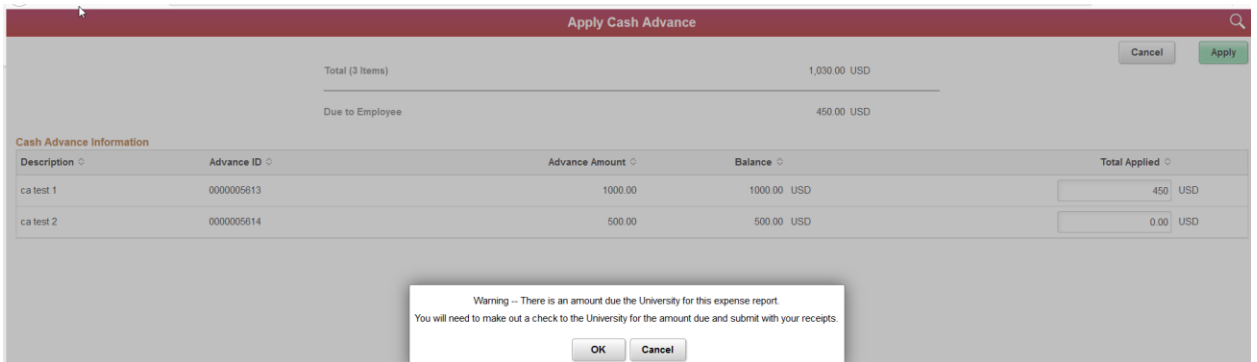 Apply Cash Advance
Cancel Apply
Total (3 Items) 1,030.00 USD
Due to Employee 450.00 USD
Cash Advance Information
Description Advance ID Advance Amount Balance Total Applied
ca test 1 0000005613 1000.00 1000.00 USD 450 USD
ca test 2 0000005614 500.00 500.00 USD 0.00 USD
Warning -- There is an amount due the University for this expense report.
You will need to make out a check to the University for the amount due and submit with your receipts.
OK Cancel